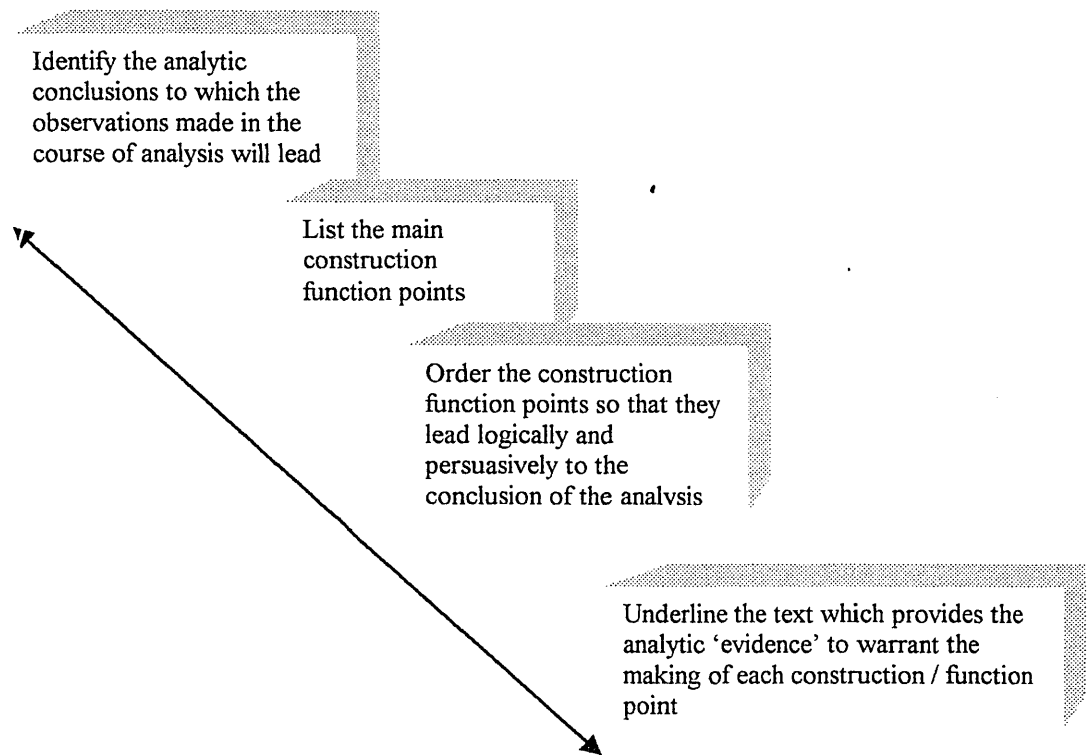 Identify the analytic
conclusions to which the
observations made in the
course of analysis will lead
List the main
construction
function points
Order the construction
function points so that they
lead logically and
persuasively to the
conclusion of the analysis
Underline the text which provides the
analytic ‘evidence’ to warrant the
making of each construction / function
point